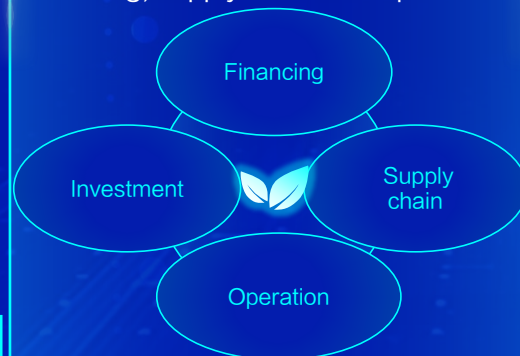 Financing
Investment
Supply
chain
Operation